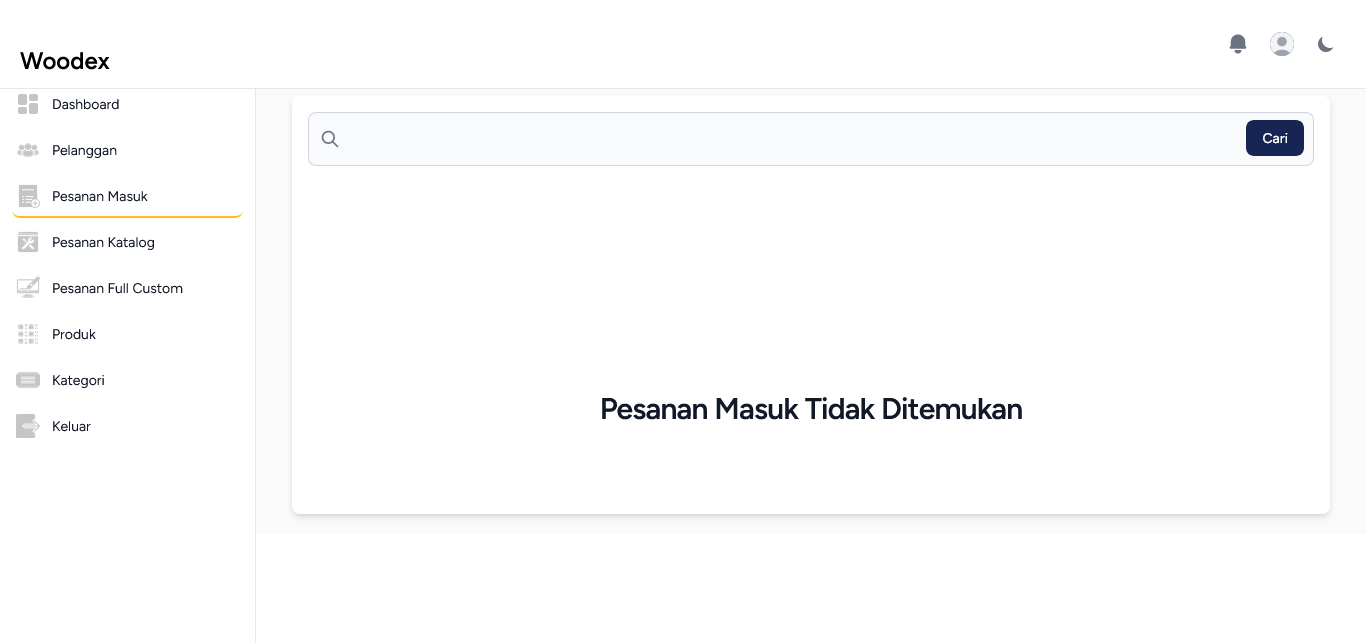 Woodex
Dashboard
Pelanggan
Pesanan Masuk
Pesanan Katalog
Pesanan Full Custom
Produk
Kategori
Keluar
Cari
Pesanan Masuk Tidak Ditemukan